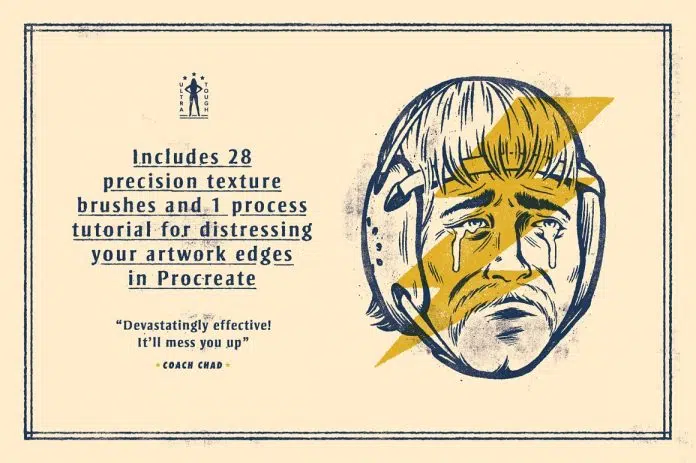 ULTRA TOUGH
Includes 28
precision texture
brushes and 1 process
tutorial for distressing
your artwork edges
in Procreate
“Devastatingly effective!
It’ll mess you up”
COACH CHAD